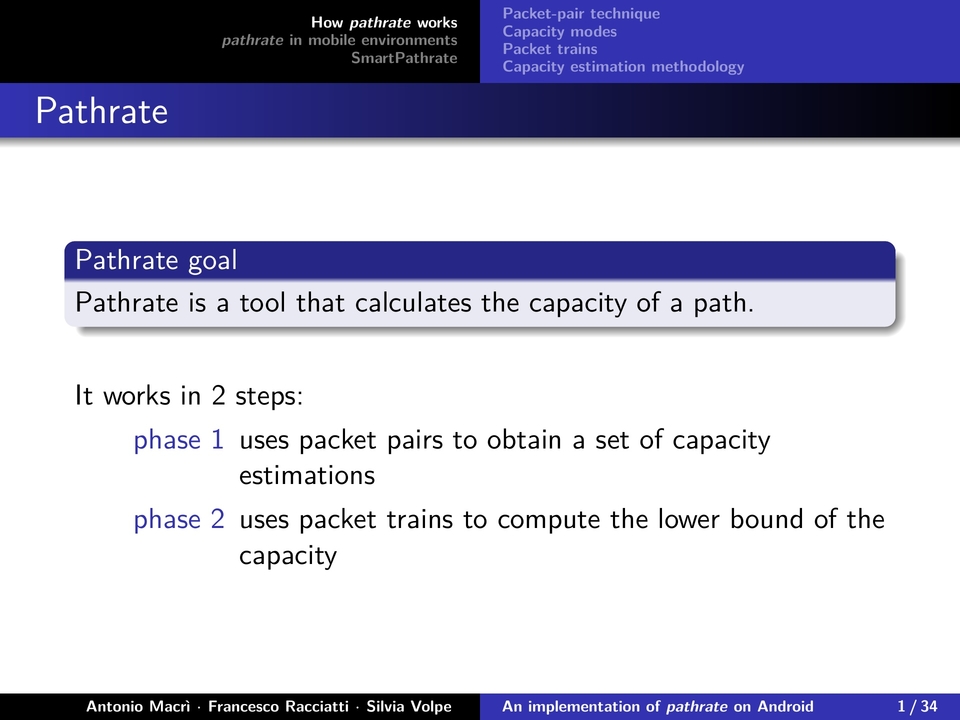 How pathrate works
pathrate in mobile environments
SmartPathrate
Packet-pair technique
Capacity modes
Packet trains
Capacity estimation methodology
Pathrate
Pathrate goal
Pathrate is a tool that calculates the capacity of a path.
It works in 2 steps:
phase 1 uses packet pairs to obtain a set of capacity
estimations
phase 2 uses packet trains to compute the lower bound of the
capacity
Antonio Macrì · Francesco Racciatti · Silvia Volpe
An implementation of pathrate on Android
1 / 34